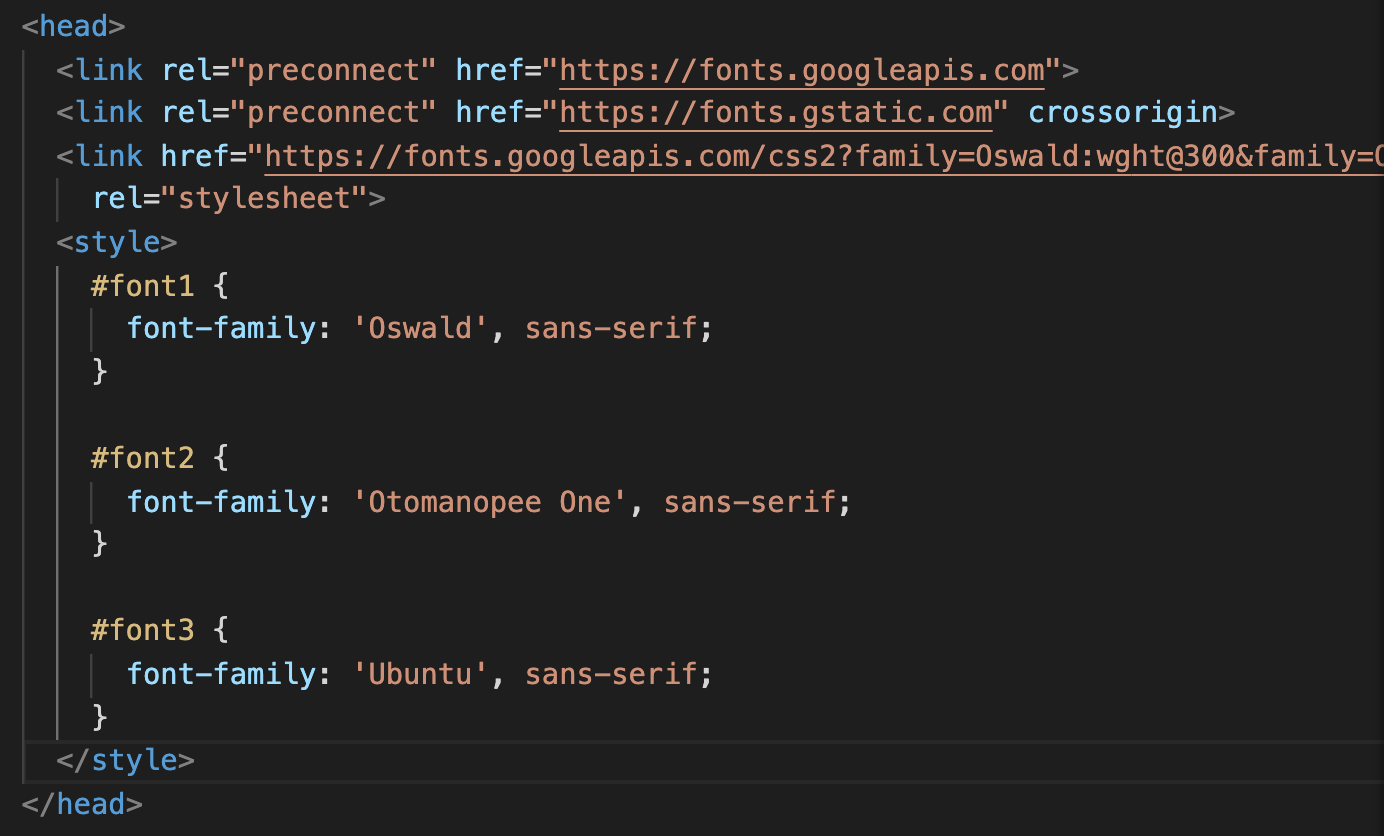 <head>
<link rel="preconnect" href="https://fonts.googleapis.com">
<link rel="preconnect" href="https://fonts.gstatic.com" crossorigin>
<link href="https://fonts.googleapis.com/css2?family=Oswald:wght@300&family=
rel="stylesheet">
<style>
#font1 {
font-family: 'Oswald', sans-serif;
}
#font2 {
font-family: 'Otomanopee One', sans-serif;
}
#font3 {
font-family: 'Ubuntu', sans-serif;
}
</style>
</head>